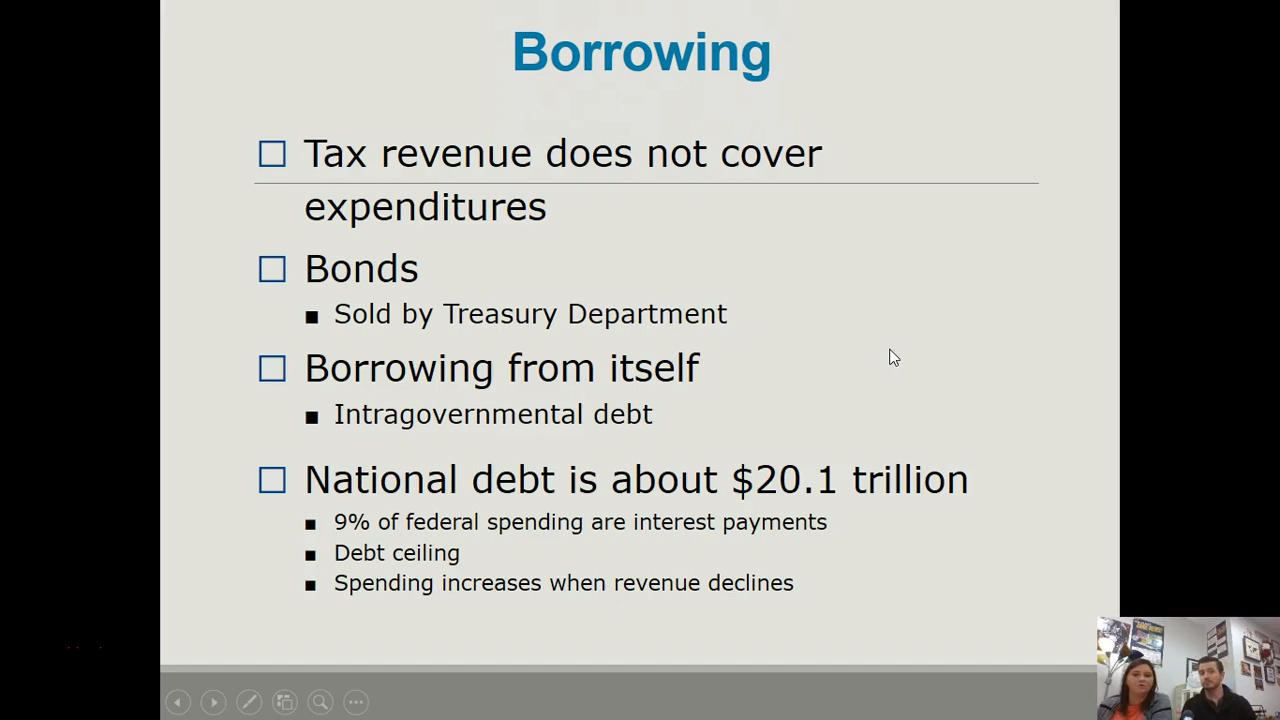 Borrowing
Tax revenue does not cover
expenditures
Bonds
Sold by Treasury Department
Borrowing from itself
Intragovernmental debt
National debt is about $20.1 trillion
9% of federal spending are interest payments
Debt ceiling
Spending increases when revenue declines